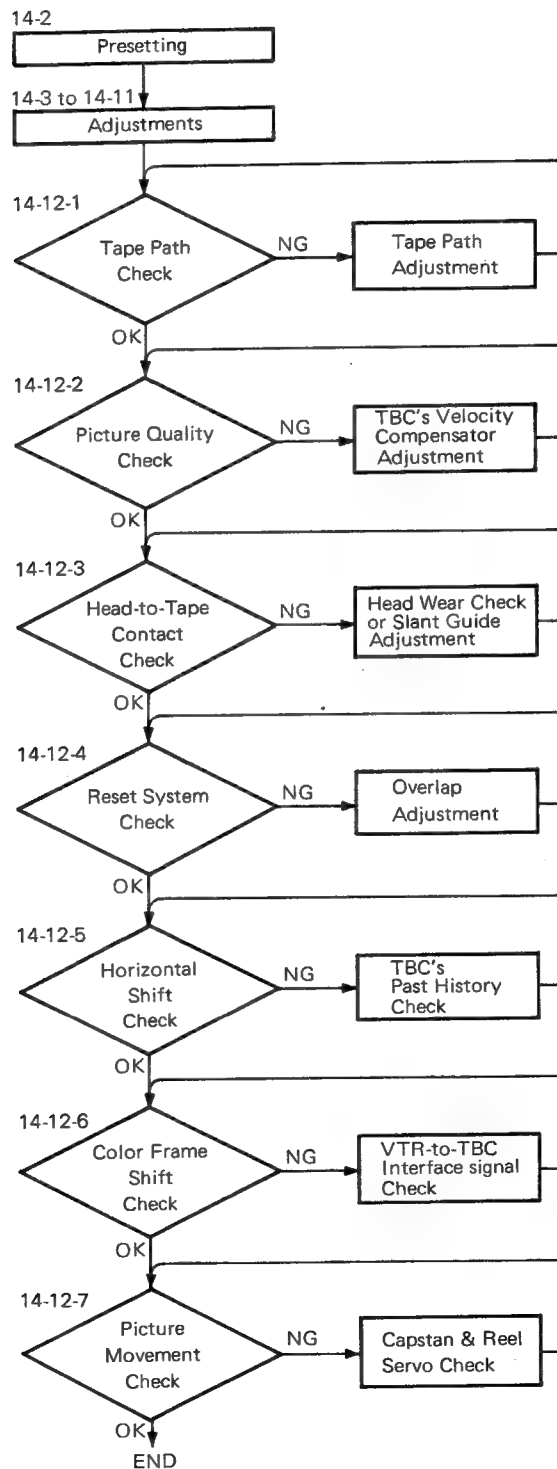 14-2
Presetting
14-3 to 14-11
Adjustments
14-12-1
Tape Path
Check
NG
Tape Path
Adjustment
OK
14-12-2
Picture Quality
Check
NG
TBC's Velocity
Compensator
Adjustment
OK
14-12-3
Head-to-Tape
Contact
Check
NG
Head Wear Check
or Slant Guide
Adjustment
OK
14-12-4
Reset System
Check
NG
Overlap
Adjustment
OK
14-12-5
Horizontal
Shift
Check
NG
TBC's
Past History
Check
OK
14-12-6
Color Frame
Shift
Check
NG
VTR-to-TBC
Interface signal
Check
OK
14-12-7
Picture
Movement
Check
NG
Capstan & Reel
Servo Check
OK
END